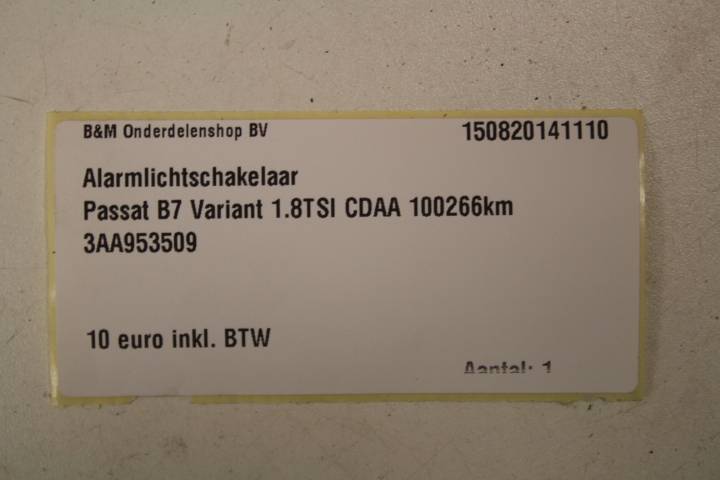 B&M Onderdelenshop BV 150820141110
Alarmlichtschakelaar
Passat B7 Variant 1.8TSI CDAA 100266km
3AA953509
10 euro inkl. BTW
Aantal: 1